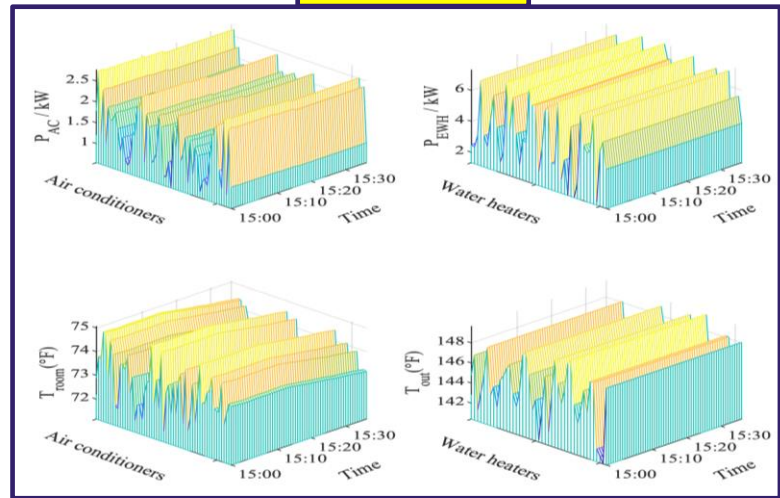 2.5
2
1.5
1
P_AC / kW
Air conditioners
15:00
15:10
15:20
15:30
Time
6
4
2
P_EWH / kW
Water heaters
15:00
15:10
15:20
15:30
Time
75
74
73
72
T_room(°F)
Air conditioners
15:00
15:10
15:20
15:30
Time
148
146
144
142
T_out(°F)
Water heaters
15:00
15:10
15:20
15:30
Time